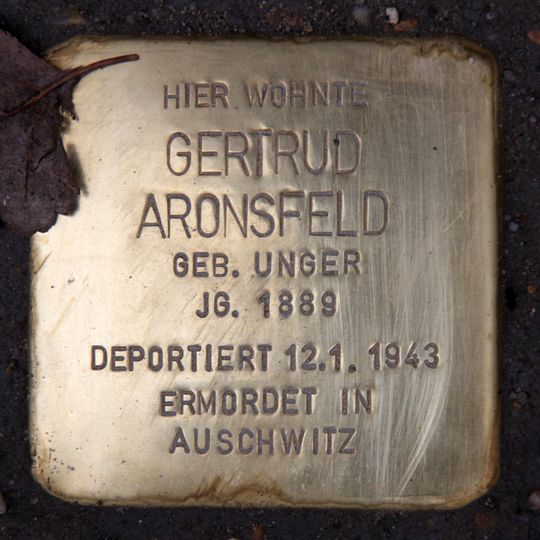 HIER WOHNTE
GERTRUD
ARONSFELD
GEB. UNGER
JG. 1889
DEPORTIERT 12.1. 1943
ERMORDET IN
AUSCHWITZ